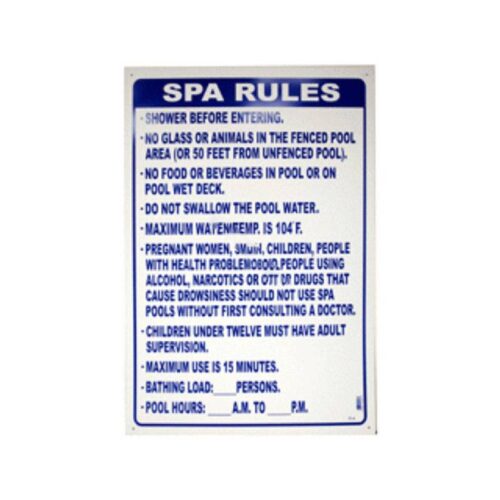 SPA RULES
· SHOWER BEFORE ENTERING.
· NO GLASS OR ANIMALS IN THE FENCED POOL
AREA (OR 50 FEET FROM UNFENCED POOL).
· NO FOOD OR BEVERAGES IN POOL OR ON
POOL WET DECK.
· DO NOT SWALLOW THE POOL WATER.
· MAXIMUM TEMP. IS 104 F.
· PREGNANT WOMEN, CHILDREN, PEOPLE
WITH HEALTH PEOPLE USING
ALCOHOL, NARCOTICS OR DRUGS THAT
CAUSE DROWSINESS SHOULD NOT USE SPA
POOLS WITHOUT FIRST CONSULTING A DOCTOR.
· CHILDREN UNDER TWELVE MUST HAVE ADULT
SUPERVISION.
· MAXIMUM USE IS 15 MINUTES.
· BATHING LOAD:____PERSONS.
· POOL HOURS: ____ A.M. TO ____P.M.